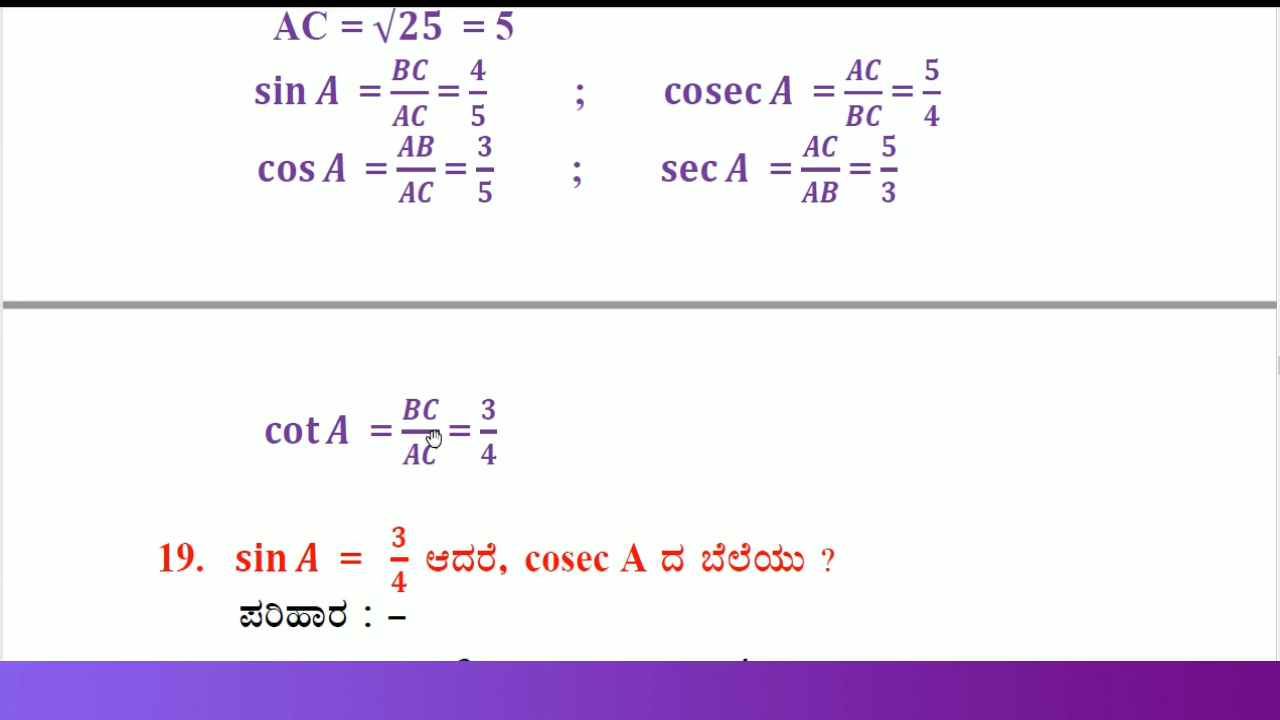 AC = √25 = 5
sin A = BC/AC = 4/5 ; cosec A = AC/BC = 5/4
cos A = AB/AC = 3/5 ; sec A = AC/AB = 5/3
cot A = BC/AC = 3/4
19. sin A = 3/4 ಆದರೆ, cosec A ದ ಬೆಲೆಯು ?
ಪರಿಹಾರ : –